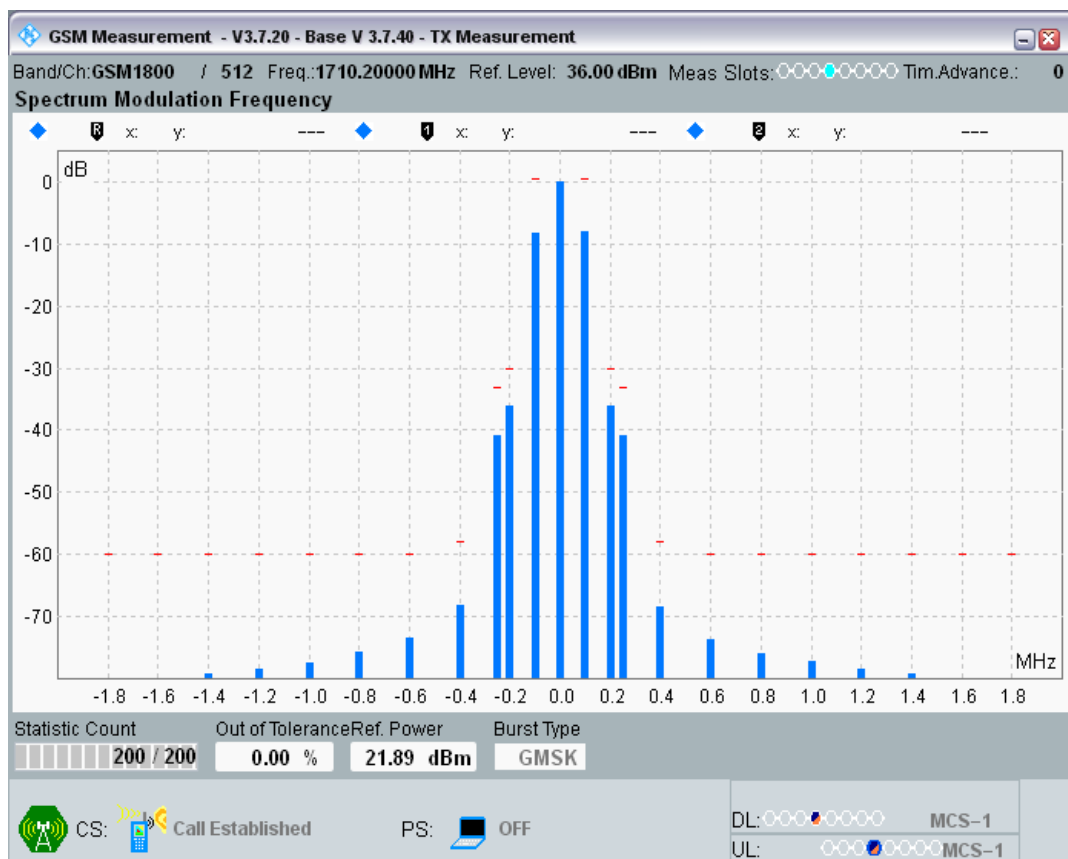 GSM Measurement - V3.7.20 - Base V 3.7.40 - TX Measurement
Band/Ch:GSM1800 / 512 Freq.:1710.20000 MHz Ref. Level: 36.00 dBm Meas Slots: Tim.Advance.: 0
Spectrum Modulation Frequency
R x: y: --- 1 x: y: --- 2 x: y: ---
dB
0
-10
-20
-30
-40
-50
-60
-70
MHz
-1.8 -1.6 -1.4 -1.2 -1.0 -0.8 -0.6 -0.4 -0.2 0.0 0.2 0.4 0.6 0.8 1.0 1.2 1.4 1.6 1.8
Statistic Count Out of Tolerance Ref. Power Burst Type
200 / 200 0.00 % 21.89 dBm GMSK
CS: Call Established PS: OFF DL: MCS-1
UL: MCS-1